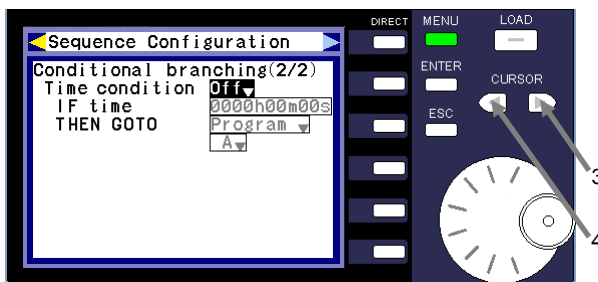 DIRECT MENU LOAD
Sequence Configuration
Conditional branching(2/2)
Time condition Off
IF time 0000h00m00s
THEN GOTO Program
A
ENTER
CURSOR
ESC
3
4